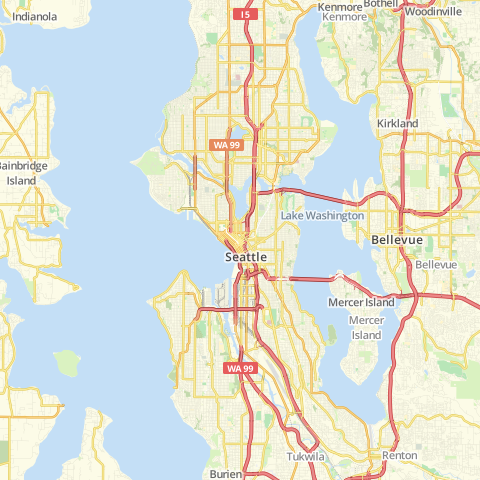 Indianola
I 5
Kenmore
Kenmore
Bothell
Woodinville
Kirkland
WA 99
Bainbridge
Island
Lake Washington
Bellevue
Bellevue
Seattle
Mercer Island
Mercer
Island
WA 99
Tukwila
Renton
Burien